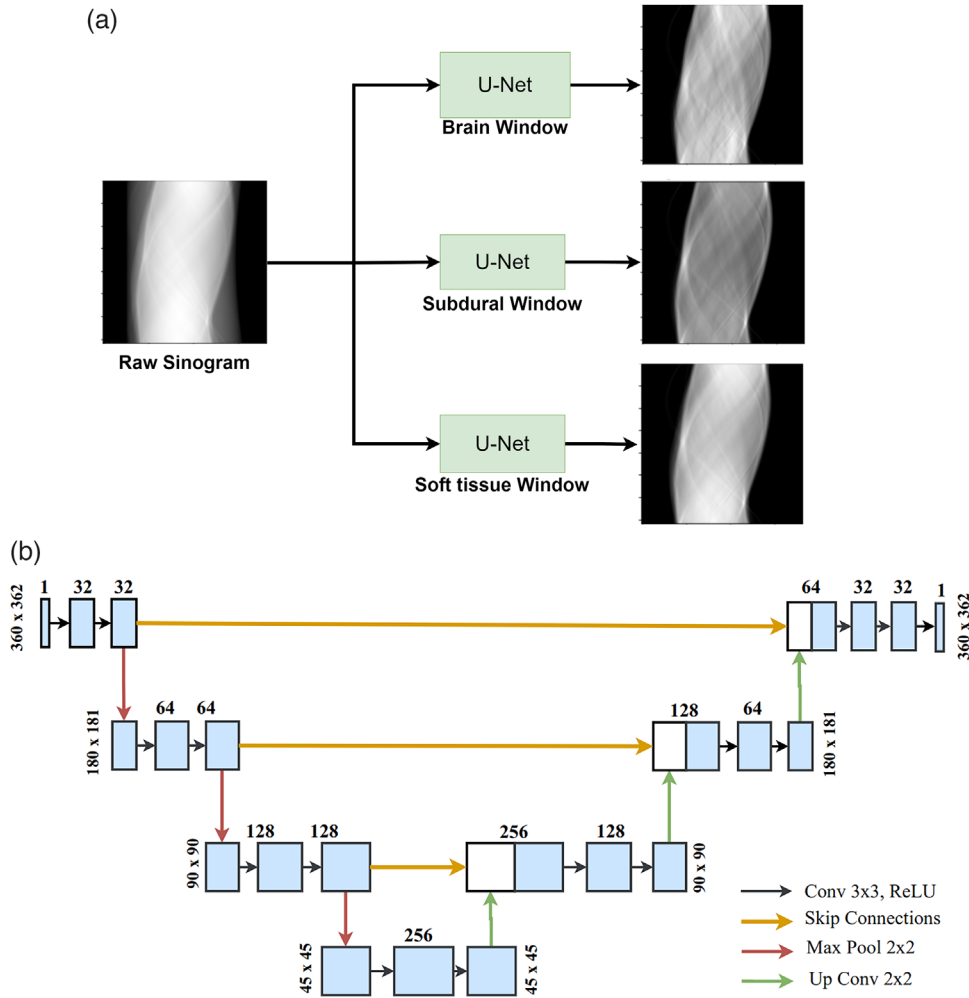 (a)
U-Net
Brain Window
U-Net
Subdural Window
Raw Sinogram
U-Net
Soft tissue Window
(b)
360 x 362
1 32 32
64 32 32 1
360 x 362
180 x 181
64 64
128 64
180 x 181
90 x 90
128 128
256 128
90 x 90
45 x 45
256
45 x 45
Conv 3x3, ReLU
Skip Connections
Max Pool 2x2
Up Conv 2x2